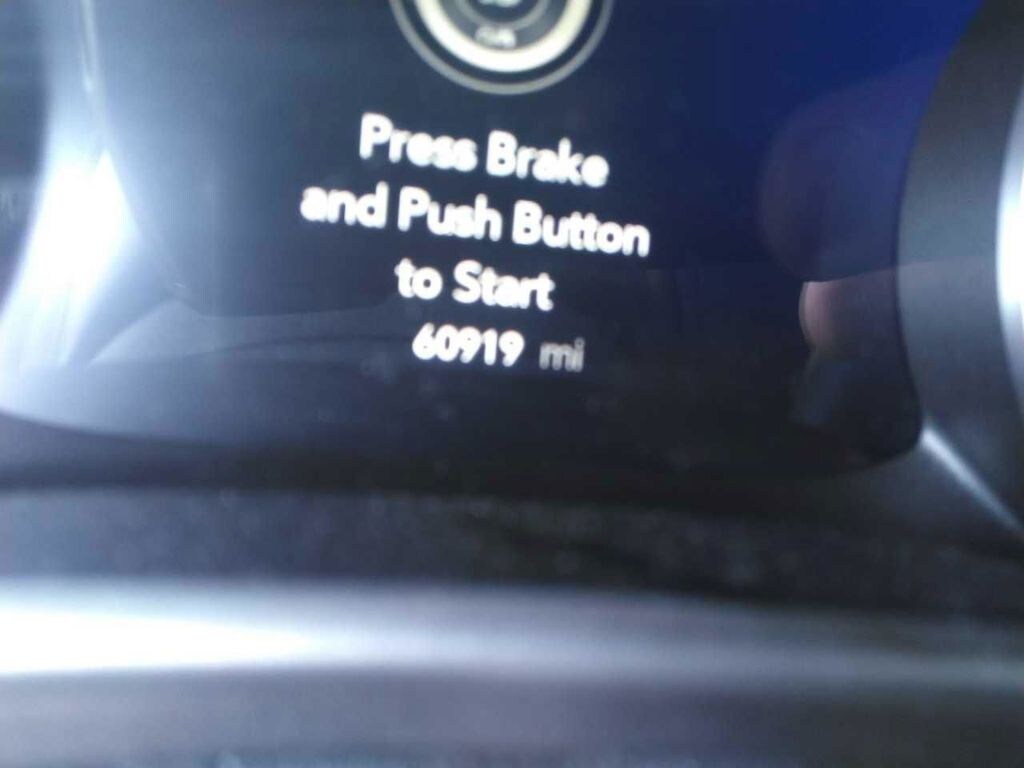 Press Brake
and Push Button
to Start
60919 mi